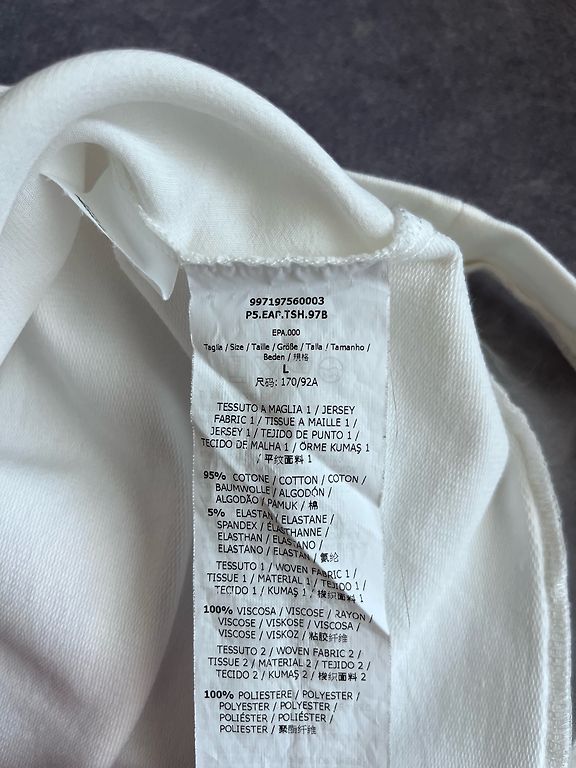 997197560003
P5.EAP.TSH.97B
EPA.000
Taglia / Size / Taille / Größe / Talla / Tamanho /
Beden / 規格
L
尺码: 170/92A
TESSUTO A MAGLIA 1 / JERSEY
FABRIC 1 / TISSUE A MAILLE 1 /
JERSEY 1 / TEJIDO DE PUNTO 1 /
TECIDO DE MALHA 1 / ÖRME KUMAŞ 1
/ 平纹面料 1
95% COTONE / COTTON / COTON /
BAUMWOLLE / ALGODÓN /
ALGODÃO / PAMUK / 棉
5% ELASTAN / ELASTANE /
SPANDEX / ÉLASTHANNE /
ELASTHAN / ELASTANO /
ELASTANO / ELASTAN / 氨纶
TESSUTO 1 / WOVEN FABRIC 1 /
TISSUE 1 / MATERIAL 1 / TEJIDO 1 /
TECIDO 1 / KUMAŞ 1 / 梭织面料 1
100% VISCOSA / VISCOSE / RAYON /
VISCOSE / VISKOSE / VISCOSA /
VISCOSE / VISKOZ / 粘胶纤维
TESSUTO 2 / WOVEN FABRIC 2 /
TISSUE 2 / MATERIAL 2 / TEJIDO 2 /
TECIDO 2 / KUMAŞ 2 / 梭织面料 2
100% POLIESTERE / POLYESTER /
POLYESTER / POLYESTER /
POLIÉSTER / POLIÉSTER /
POLIESTER / 聚酯纤维